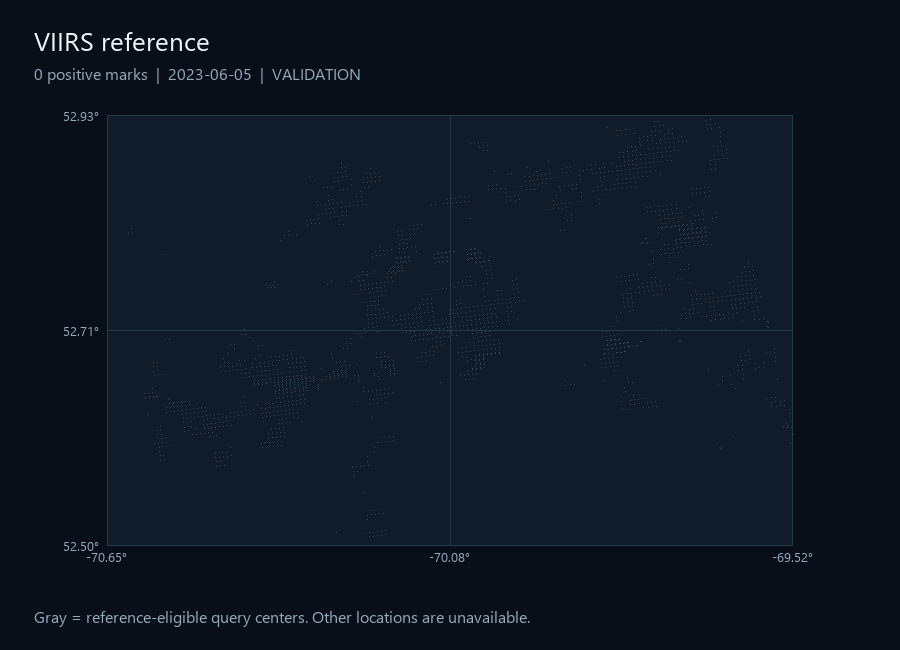 VIIRS reference
0 positive marks | 2023-06-05 | VALIDATION
52.93°
52.71°
52.50°
-70.65°
-70.08°
-69.52°
Gray = reference-eligible query centers. Other locations are unavailable.